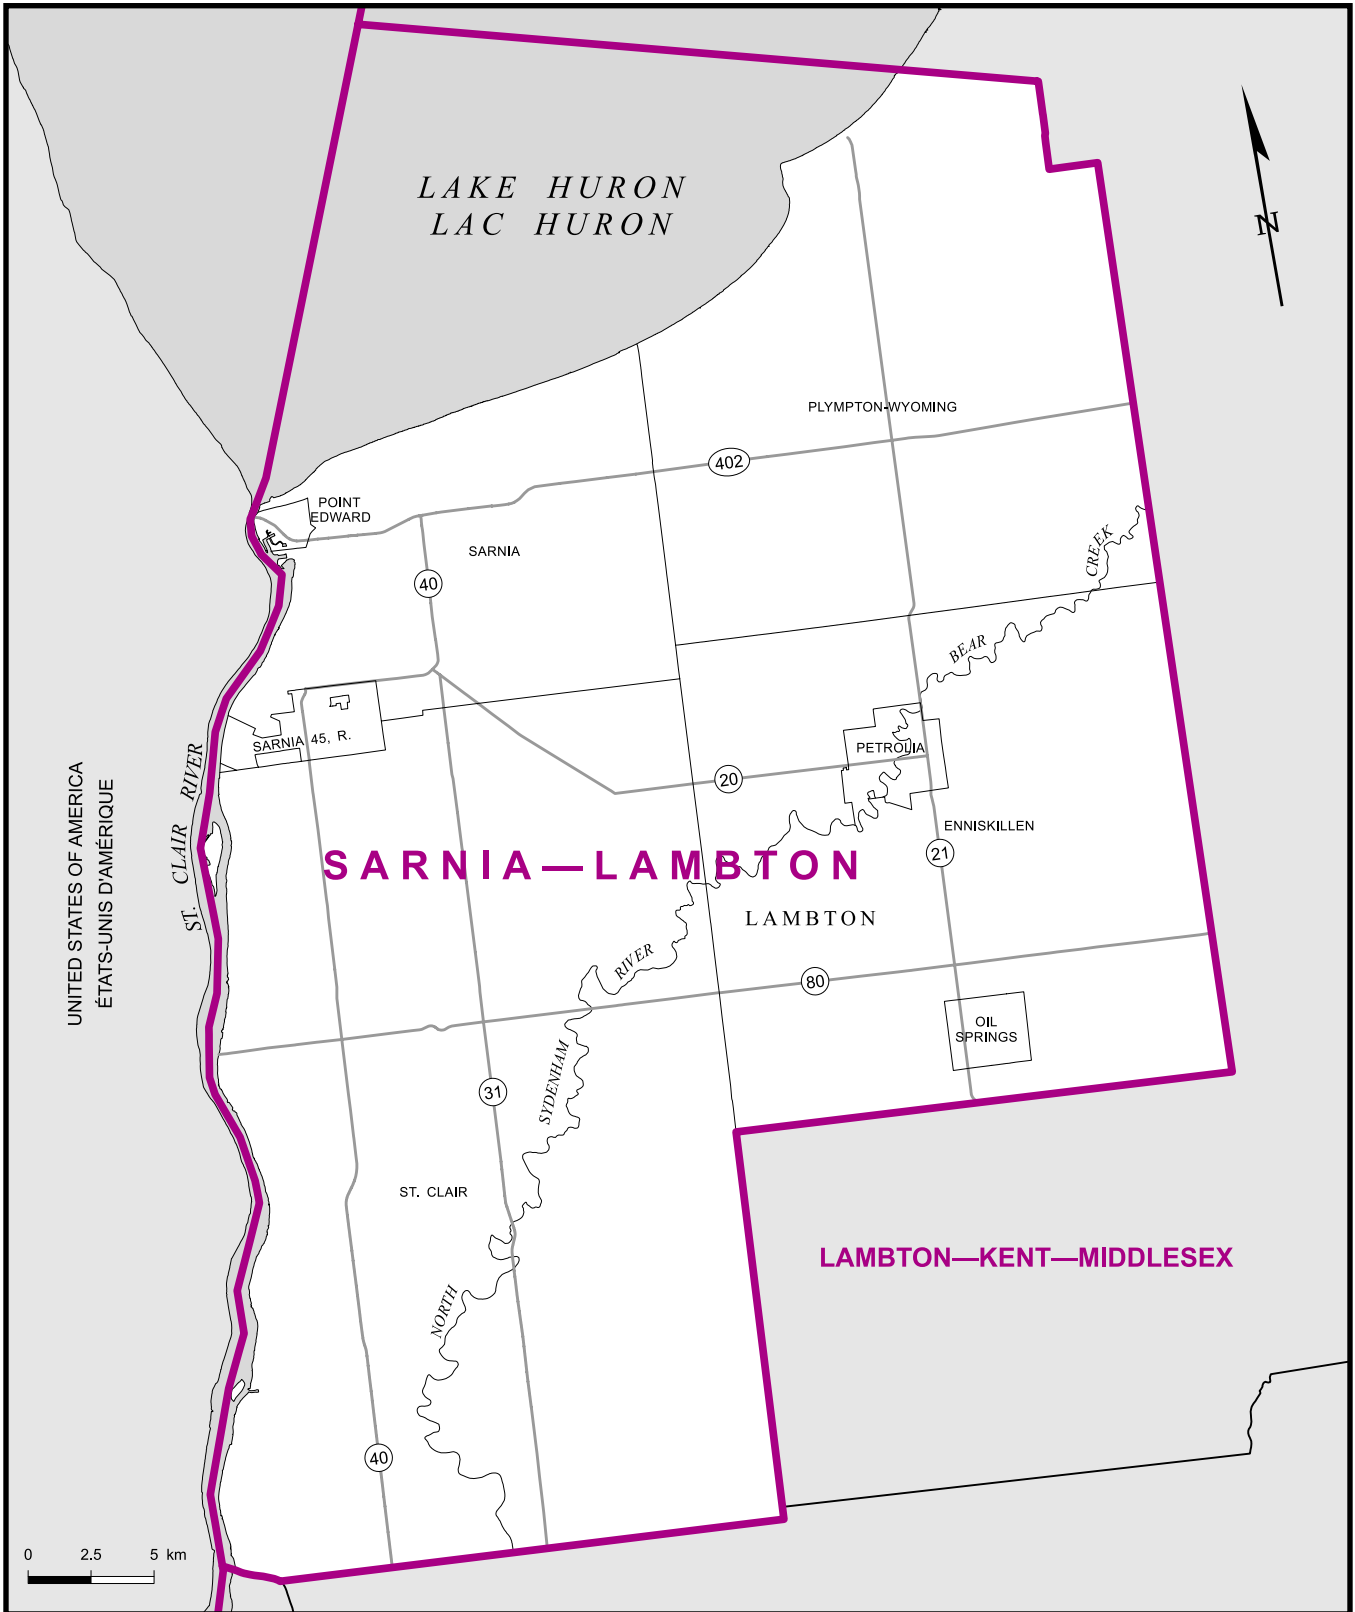 LAKE HURON
LAC HURON
N
PLYMPTON-WYOMING
402
POINT
EDWARD
SARNIA
40
CREEK
BEAR
SARNIA 45, R.
PETROLIA
20
ST. CLAIR RIVER
UNITED STATES OF AMERICA
ÉTATS-UNIS D'AMÉRIQUE
ENNISKILLEN
21
SARNIA—LAMBTON
LAMBTON
RIVER
80
OIL
SPRINGS
SYDENHAM
31
ST. CLAIR
LAMBTON—KENT—MIDDLESEX
NORTH
40
0 2.5 5 km